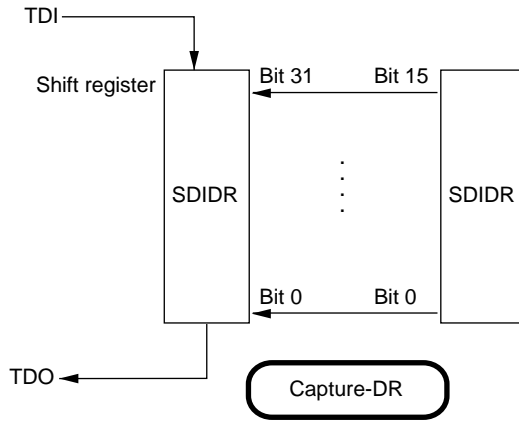 TDI
Shift register
Bit 31 Bit 15
SDIDR SDIDR
Bit 0 Bit 0
TDO
Capture-DR